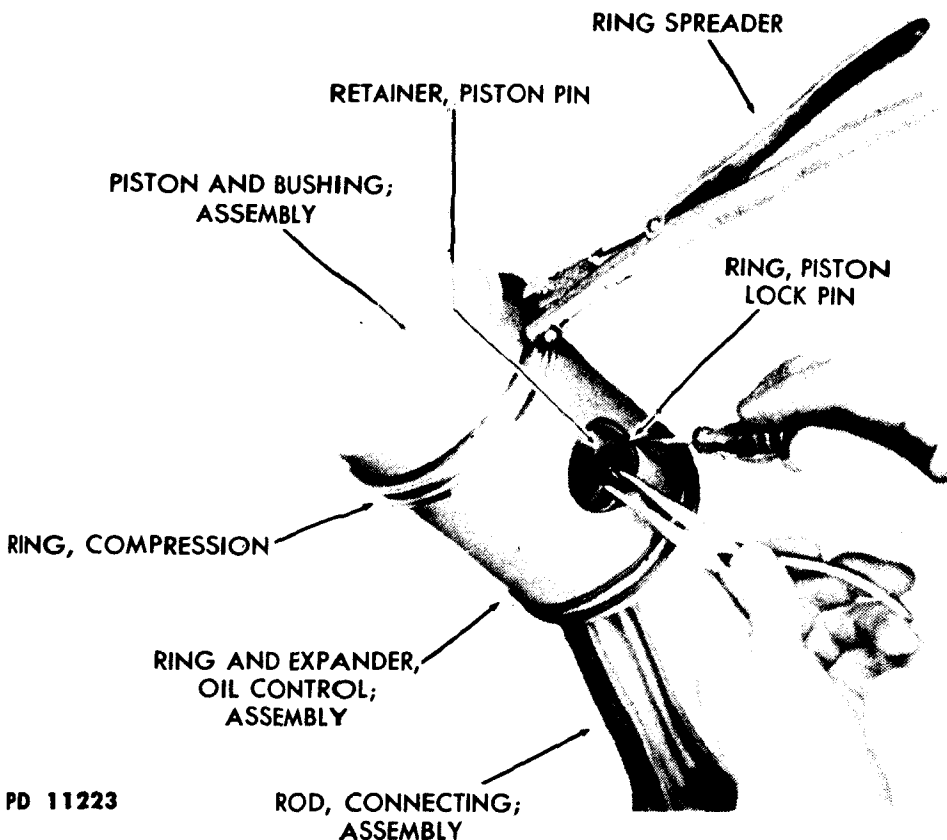 RING SPREADER
RETAINER, PISTON PIN
PISTON AND BUSHING;
ASSEMBLY
RING, PISTON
LOCK PIN
RING, COMPRESSION
RING AND EXPANDER,
OIL CONTROL;
ASSEMBLY
PD 11223
ROD, CONNECTING;
ASSEMBLY